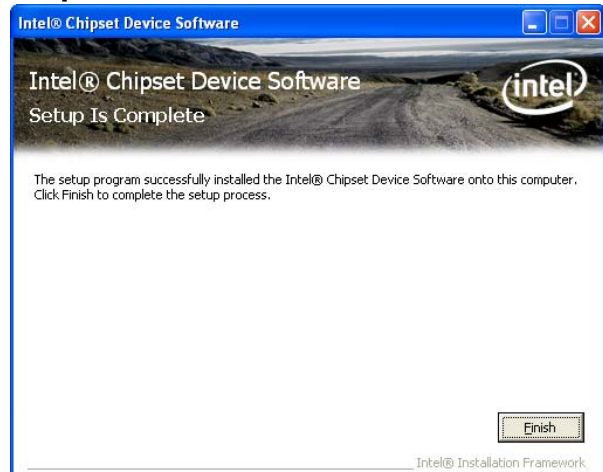 Intel® Chipset Device Software
Intel® Chipset Device Software
intel
Setup Is Complete
The setup program successfully installed the Intel® Chipset Device Software onto this computer.
Click Finish to complete the setup process.
Finish
Intel® Installation Framework